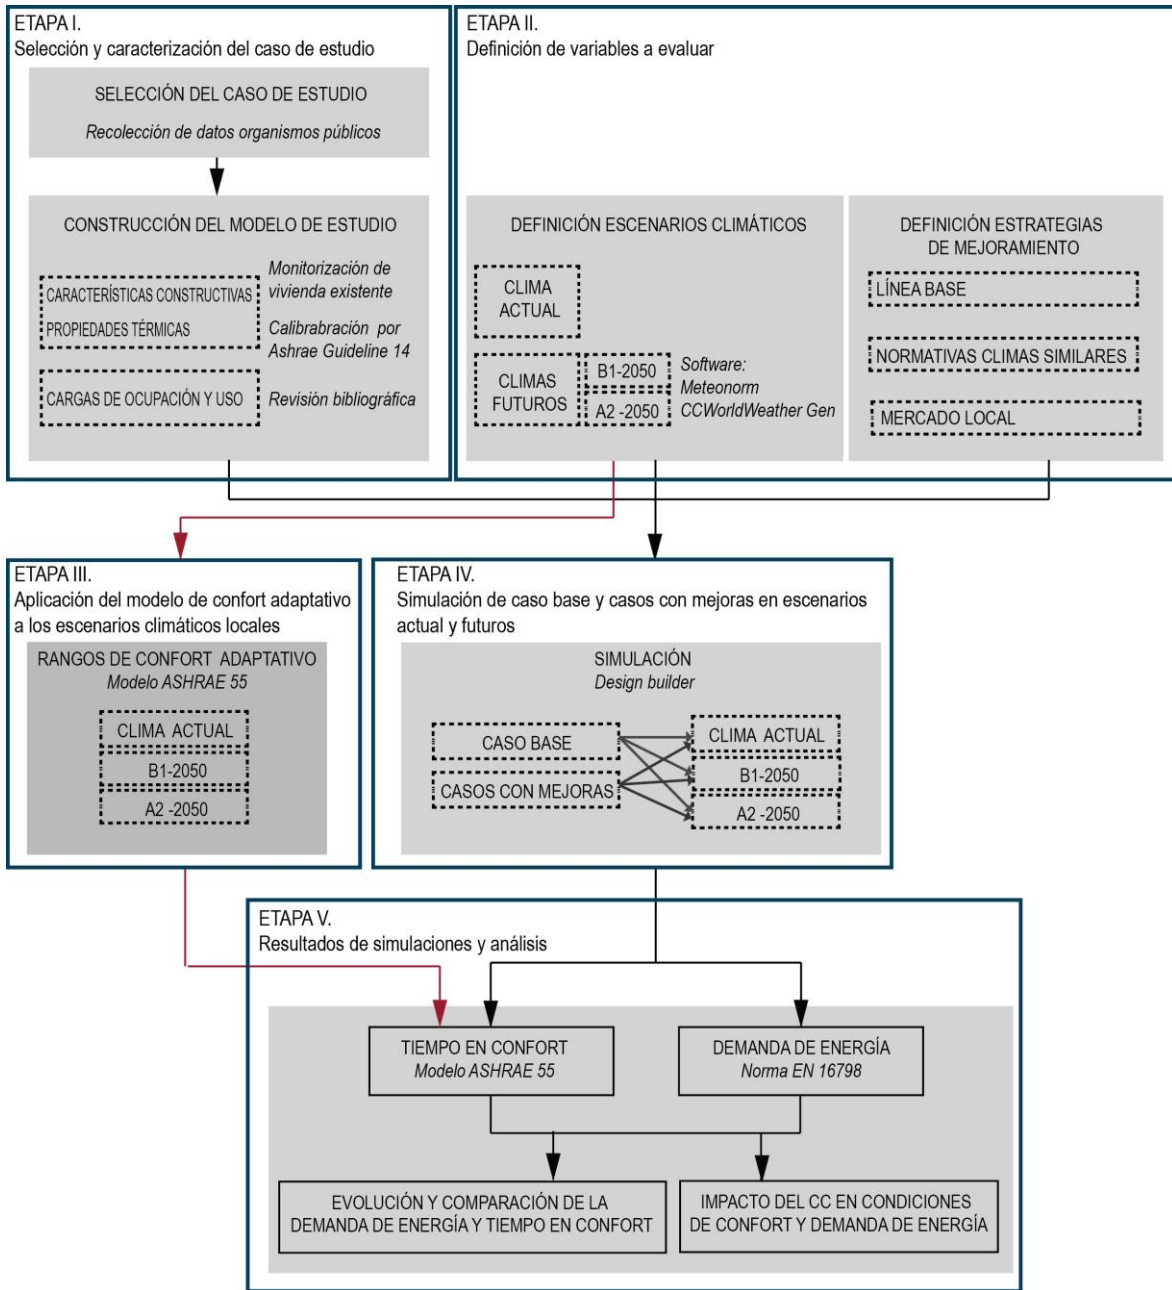 ETAPA I.
Selección y caracterización del caso de estudio
SELECCIÓN DEL CASO DE ESTUDIO
Recolección de datos organismos públicos
CONSTRUCCIÓN DEL MODELO DE ESTUDIO
CARACTERÍSTICAS CONSTRUCTIVAS
PROPIEDADES TÉRMICAS
Monitorización de
vivienda existente
Calibrabración por
Ashrae Guideline 14
CARGAS DE OCUPACIÓN Y USO
Revisión bibliográfica
ETAPA II.
Definición de variables a evaluar
DEFINICIÓN ESCENARIOS CLIMÁTICOS
CLIMA
ACTUAL
CLIMAS
FUTUROS
B1-2050
A2 -2050
Software:
Meteonorm
CCWorldWeather Gen
DEFINICIÓN ESTRATEGIAS
DE MEJORAMIENTO
LÍNEA BASE
NORMATIVAS CLIMAS SIMILARES
MERCADO LOCAL
ETAPA III.
Aplicación del modelo de confort adaptativo
a los escenarios climáticos locales
RANGOS DE CONFORT ADAPTATIVO
Modelo ASHRAE 55
CLIMA ACTUAL
B1-2050
A2 -2050
ETAPA IV.
Simulación de caso base y casos con mejoras en escenarios
actual y futuros
SIMULACIÓN
Design builder
CASO BASE
CASOS CON MEJORAS
CLIMA ACTUAL
B1-2050
A2 -2050
ETAPA V.
Resultados de simulaciones y análisis
TIEMPO EN CONFORT
Modelo ASHRAE 55
DEMANDA DE ENERGÍA
Norma EN 16798
EVOLUCIÓN Y COMPARACIÓN DE LA
DEMANDA DE ENERGÍA Y TIEMPO EN CONFORT
IMPACTO DEL CC EN CONDICIONES
DE CONFORT Y DEMANDA DE ENERGÍA